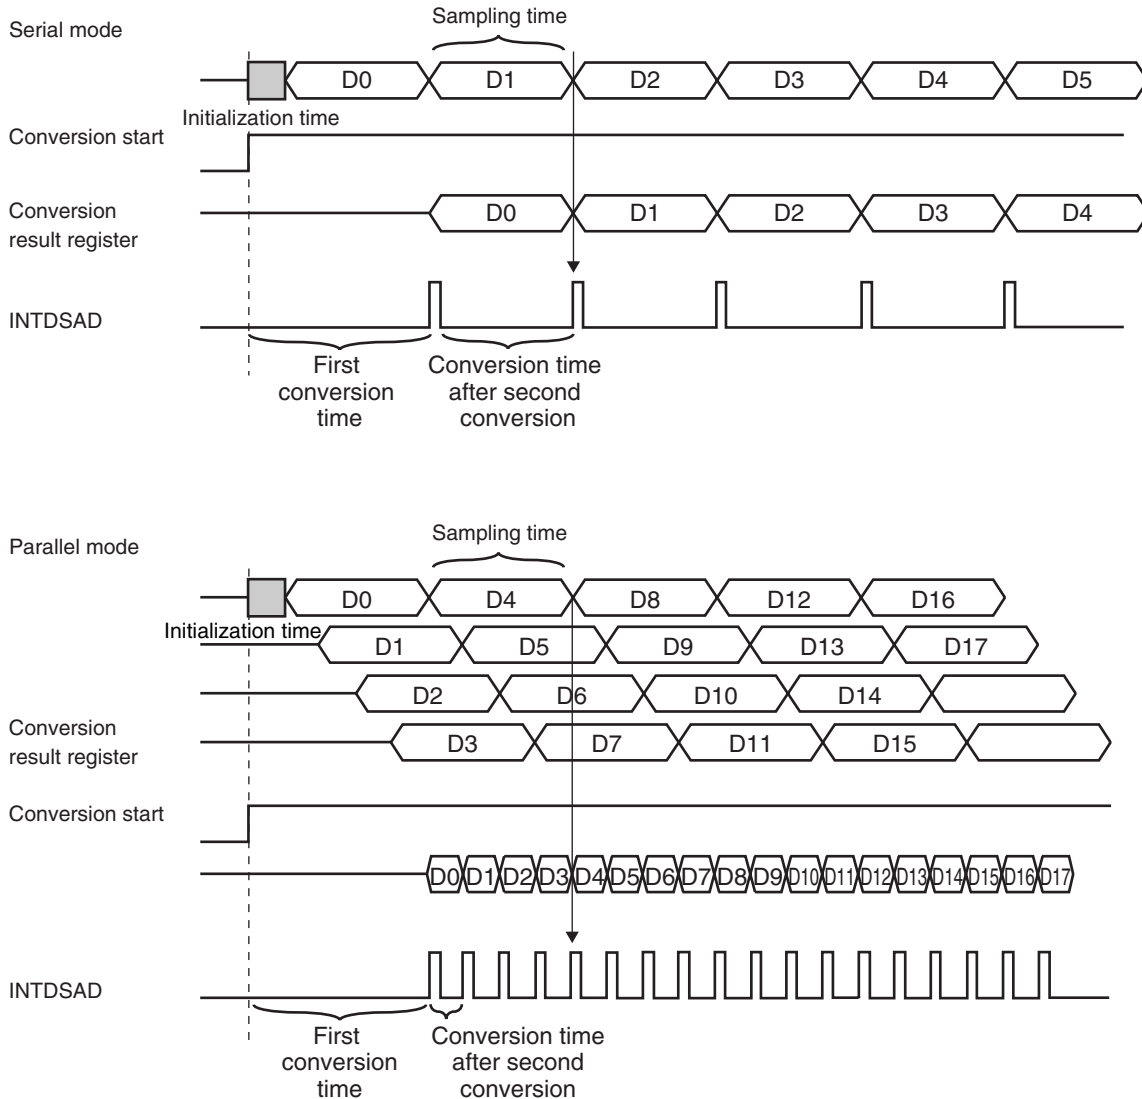 Serial mode
Sampling time
D0 D1 D2 D3 D4 D5
Initialization time
Conversion start
Conversion
result register
D0 D1 D2 D3 D4
INTDSAD
First
conversion
time
Conversion time
after second
conversion
Parallel mode
Sampling time
D0 D4 D8 D12 D16
Initialization time
D1 D5 D9 D13 D17
D2 D6 D10 D14
Conversion
result register
D3 D7 D11 D15
Conversion start
D0 D1 D2 D3 D4 D5 D6 D7 D8 D9 D10 D11 D12 D13 D14 D15 D16 D17
INTDSAD
First
conversion
time
Conversion time
after second
conversion